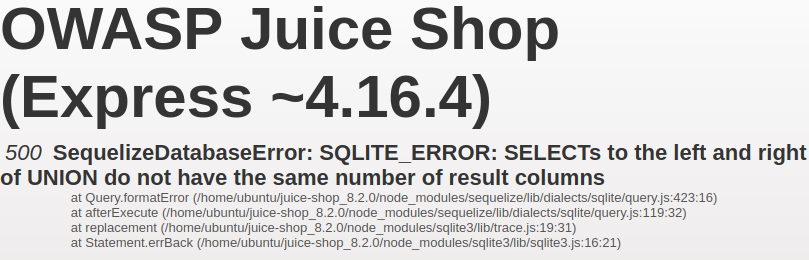 OWASP Juice Shop
(Express ~4.16.4)
500 SequelizeDatabaseError: SQLITE_ERROR: SELECTs to the left and right
of UNION do not have the same number of result columns
at Query.formatError (/home/ubuntu/juice-shop_8.2.0/node_modules/sequelize/lib/dialects/sqlite/query.js:423:16)
at afterExecute (/home/ubuntu/juice-shop_8.2.0/node_modules/sequelize/lib/dialects/sqlite/query.js:119:32)
at replacement (/home/ubuntu/juice-shop_8.2.0/node_modules/sqlite3/lib/trace.js:19:31)
at Statement.errBack (/home/ubuntu/juice-shop_8.2.0/node_modules/sqlite3/lib/sqlite3.js:16:21)